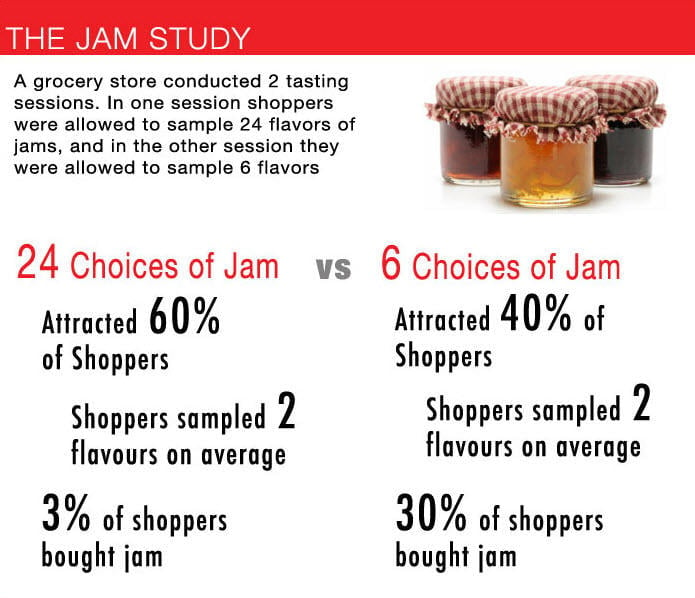 THE JAM STUDY
A grocery store conducted 2 tasting
sessions. In one session shoppers
were allowed to sample 24 flavors of
jams, and in the other session they
were allowed to sample 6 flavors
24 Choices of Jam vs 6 Choices of Jam
Attracted 60%
of Shoppers
Shoppers sampled 2
flavours on average
3% of shoppers
bought jam
Attracted 40% of
Shoppers
Shoppers sampled 2
flavours on average
30% of shoppers
bought jam